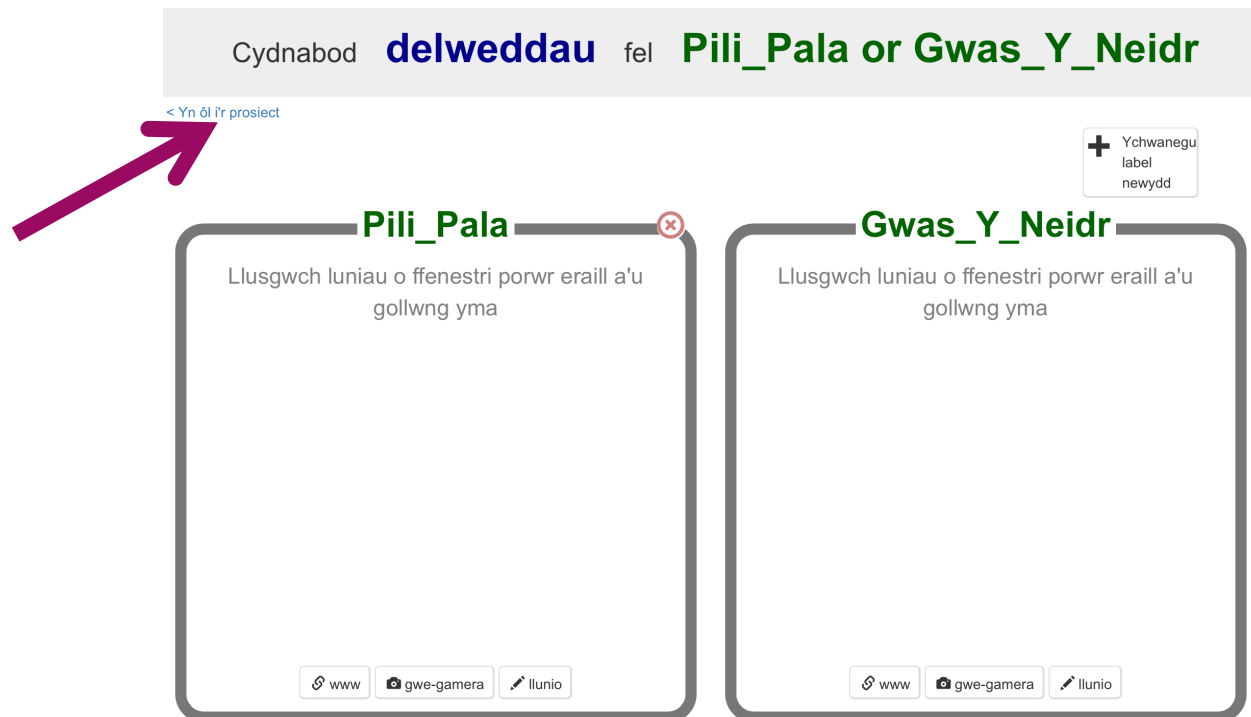 Cydnabod delweddau fel Pili_Pala or Gwas_Y_Neidr
< Yn ôl i'r prosiect
Ychwanegu
label
newydd
Pili_Pala
Llusgwch luniau o ffenestri porwr eraill a'u
gollwng yma
www gwe-gamera llunio
Gwas_Y_Neidr
Llusgwch luniau o ffenestri porwr eraill a'u
gollwng yma
www gwe-gamera llunio